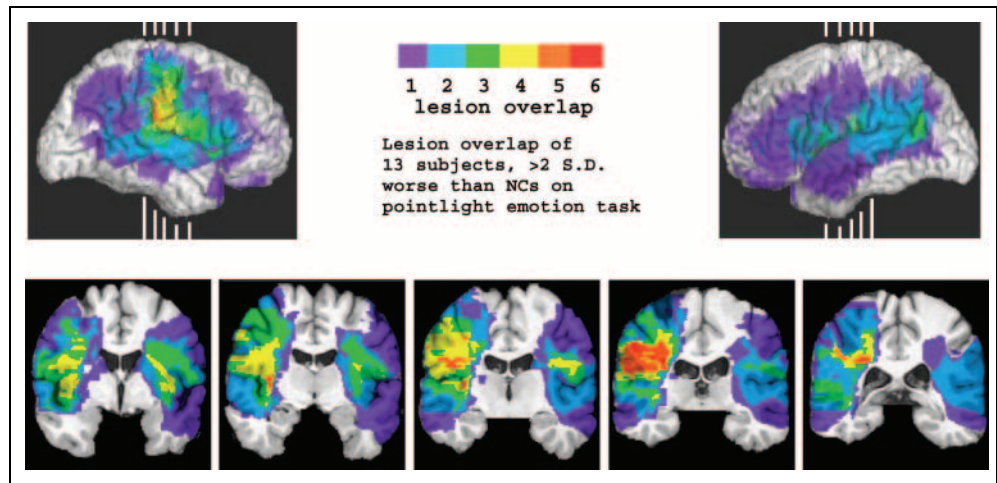 1 2 3 4 5 6
lesion overlap
Lesion overlap of
13 subjects, >2 S.D.
worse than NCs on
pointlight emotion task